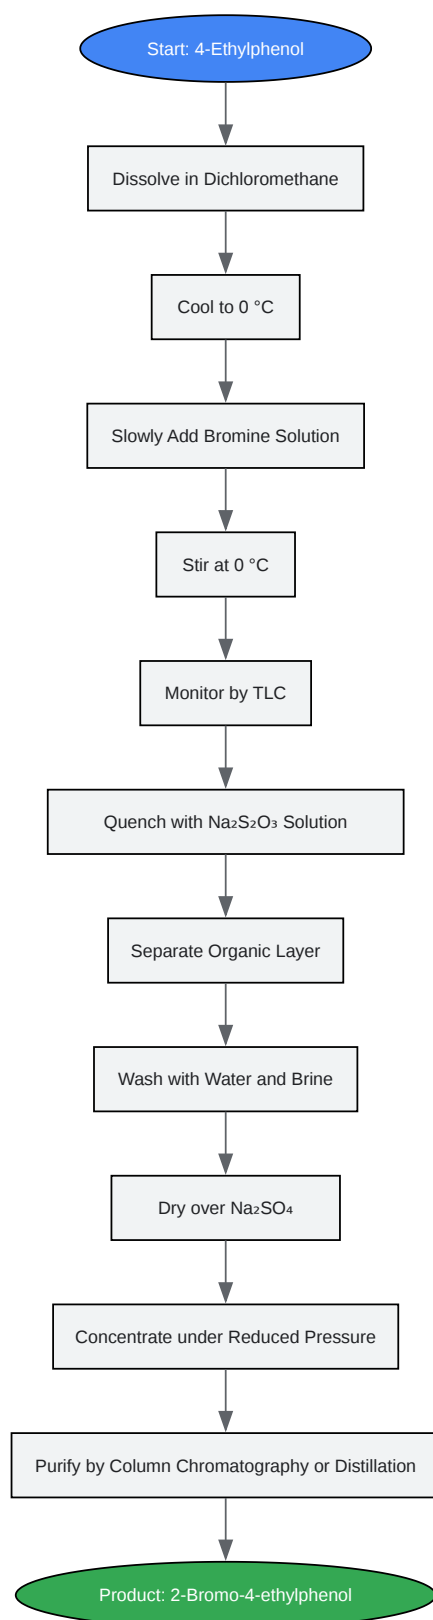 Start: 4-Ethylphenol
Dissolve in Dichloromethane
Cool to 0 °C
Slowly Add Bromine Solution
Stir at 0 °C
Monitor by TLC
Quench with Na₂S₂O₃ Solution
Separate Organic Layer
Wash with Water and Brine
Dry over Na₂SO₄
Concentrate under Reduced Pressure
Purify by Column Chromatography or Distillation
Product: 2-Bromo-4-ethylphenol